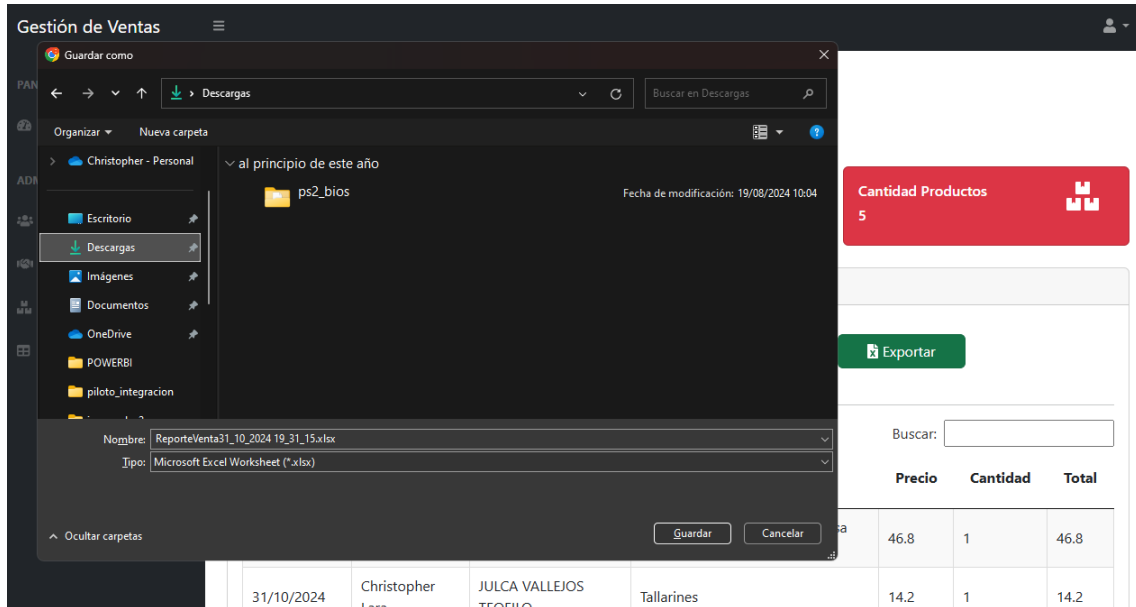 Gestión de Ventas
Guardar como
PAN
Descargas
Buscar en Descargas
Organizar
Nueva carpeta
Christopher - Personal
al principio de este año
ps2_bios
Fecha de modificación: 19/08/2024 10:04
Escritorio
Descargas
Imágenes
Documentos
OneDrive
POWERBI
piloto_integracion
Nombre: ReporteVenta31_10_2024 19_31_15.xlsx
Tipo: Microsoft Excel Worksheet (*.xlsx)
Ocultar carpetas
Guardar
Cancelar
Cantidad Productos
5
Exportar
Buscar:
Precio Cantidad Total
46.8 1 46.8
31/10/2024 Christopher JULCA VALLEJOS Tallarines 14.2 1 14.2